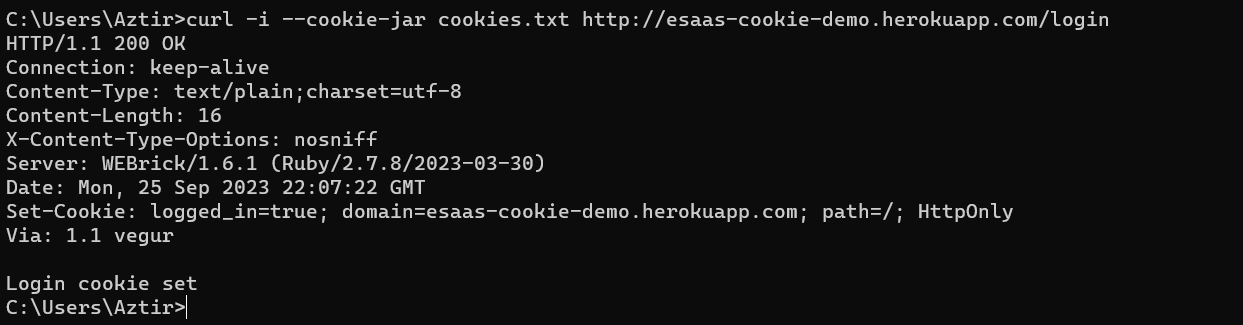 C:\Users\Aztir>curl -i --cookie-jar cookies.txt http://esaas-cookie-demo.herokuapp.com/login
HTTP/1.1 200 OK
Connection: keep-alive
Content-Type: text/plain;charset=utf-8
Content-Length: 16
X-Content-Type-Options: nosniff
Server: WEBrick/1.6.1 (Ruby/2.7.8/2023-03-30)
Date: Mon, 25 Sep 2023 22:07:22 GMT
Set-Cookie: logged_in=true; domain=esaas-cookie-demo.herokuapp.com; path=/; HttpOnly
Via: 1.1 vegur

Login cookie set
C:\Users\Aztir>